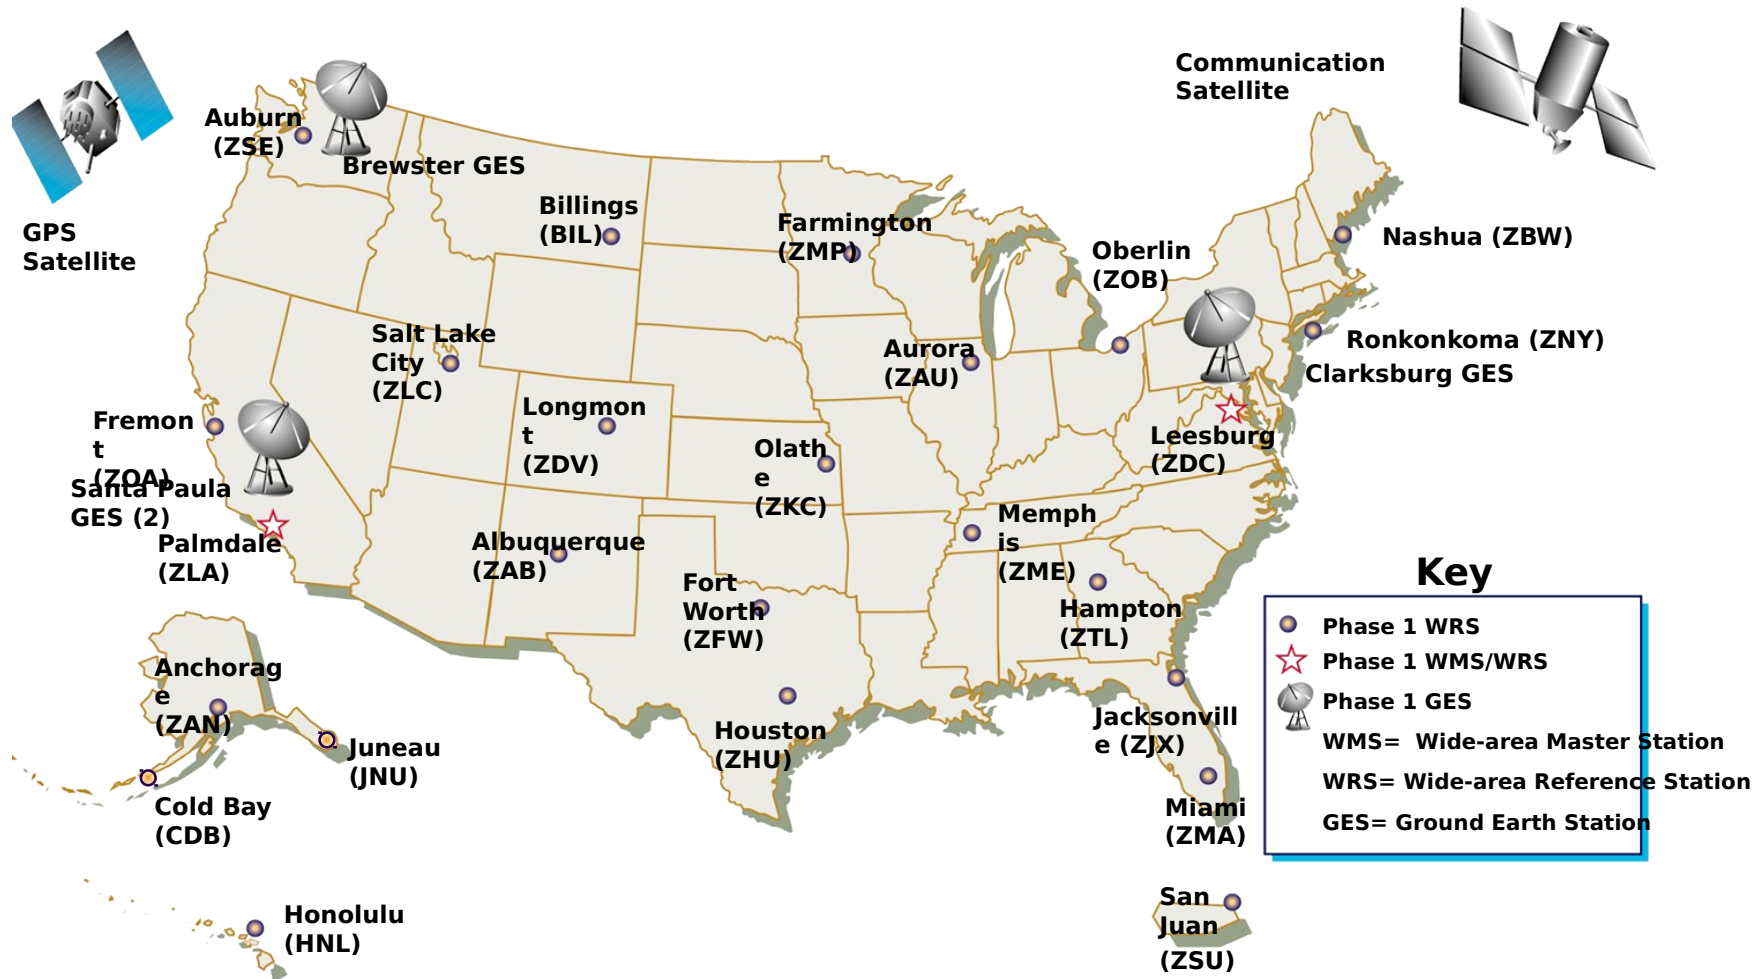 Communication
Satellite
Auburn
(ZSE)
Brewster GES
GPS
Satellite
Billings
(BIL)
Farmington
(ZMP)
Oberlin
(ZOB)
Nashua (ZBW)
Salt Lake
City
(ZLC)
Aurora
(ZAU)
Ronkonkoma (ZNY)
Clarksburg GES
Fremon
t
(ZOA)
Longmon
t
(ZDV)
Olath
e
(ZKC)
Leesburg
(ZDC)
Santa Paula
GES (2)
Palmdale
(ZLA)
Albuquerque
(ZAB)
Memph
is
(ZME)
Fort
Worth
(ZFW)
Hampton
(ZTL)
Anchorag
e
(ZAN)
Juneau
(JNU)
Cold Bay
(CDB)
Houston
(ZHU)
Jacksonvill
e (ZJX)
Miami
(ZMA)
Honolulu
(HNL)
San
Juan
(ZSU)
Key
Phase 1 WRS
Phase 1 WMS/WRS
Phase 1 GES
WMS=  Wide-area Master Station
WRS= Wide-area Reference Station
GES= Ground Earth Station